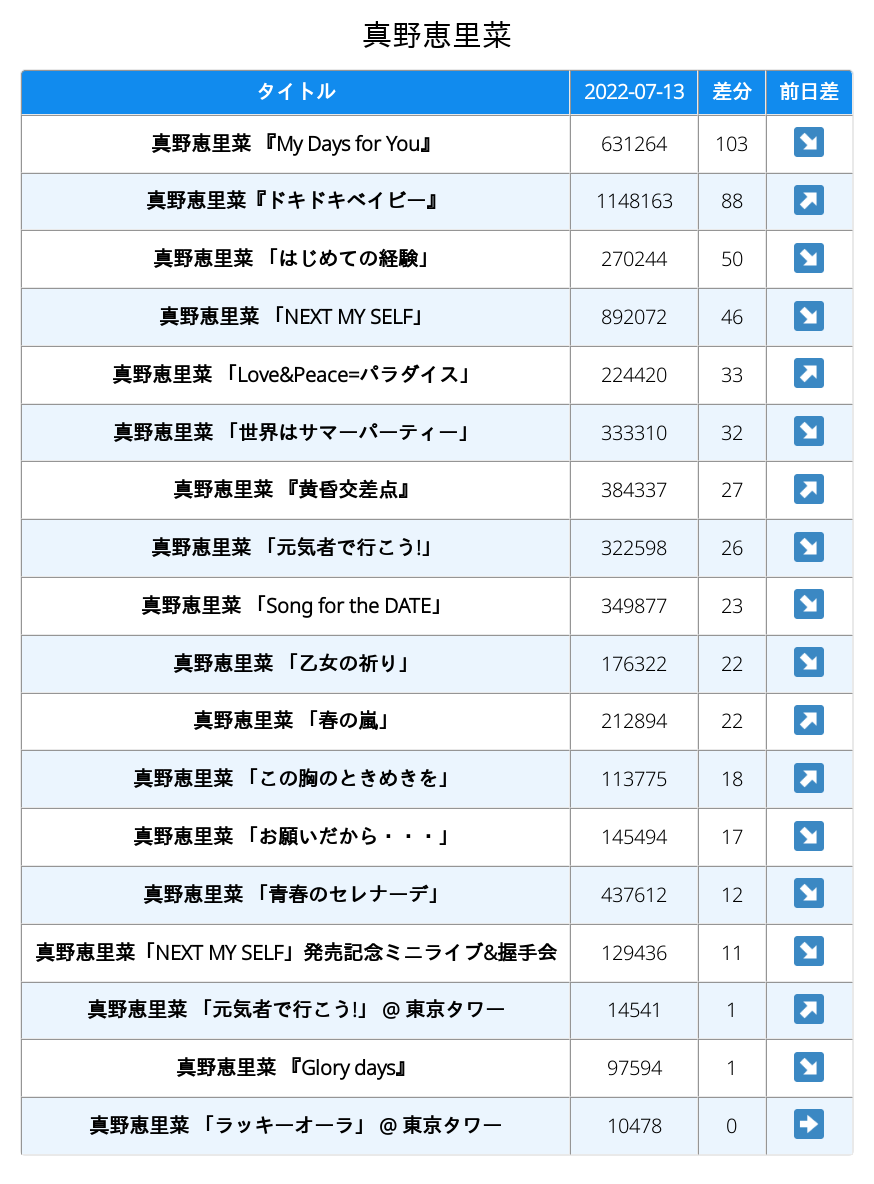 真野恵里菜
タイトル 2022-07-13 差分 前日差
真野恵里菜 『My Days for You』 631264 103 ↘
真野恵里菜『ドキドキベイビー』 1148163 88 ↗
真野恵里菜 「はじめての経験」 270244 50 ↘
真野恵里菜 「NEXT MY SELF」 892072 46 ↘
真野恵里菜 「Love&Peace=パラダイス」 224420 33 ↗
真野恵里菜 「世界はサマーパーティー」 333310 32 ↘
真野恵里菜 『黄昏交差点』 384337 27 ↗
真野恵里菜 「元気者で行こう!」 322598 26 ↘
真野恵里菜 「Song for the DATE」 349877 23 ↘
真野恵里菜 「乙女の祈り」 176322 22 ↘
真野恵里菜 「春の嵐」 212894 22 ↗
真野恵里菜 「この胸のときめきを」 113775 18 ↗
真野恵里菜 「お願いだから・・・」 145494 17 ↘
真野恵里菜 「青春のセレナーデ」 437612 12 ↘
真野恵里菜「NEXT MY SELF」発売記念ミニライブ&握手会 129436 11 ↘
真野恵里菜 「元気者で行こう!」 @ 東京タワー 14541 1 ↗
真野恵里菜 『Glory days』 97594 1 ↘
真野恵里菜 「ラッキーオーラ」 @ 東京タワー 10478 0 ➡